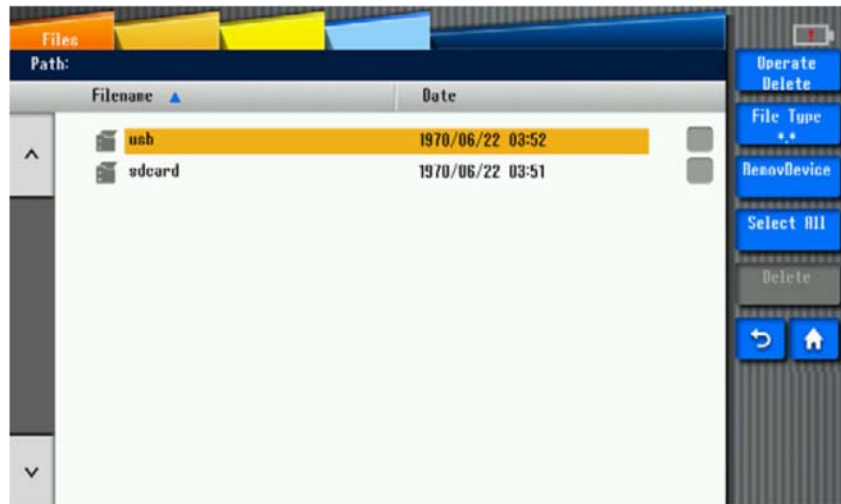 Files
Path:
Filename ▲ Date
usb 1970/06/22 03:52
sdcard 1970/06/22 03:51
Operate
Delete
File Type
*.*
RemovDevice
Select All
Delete